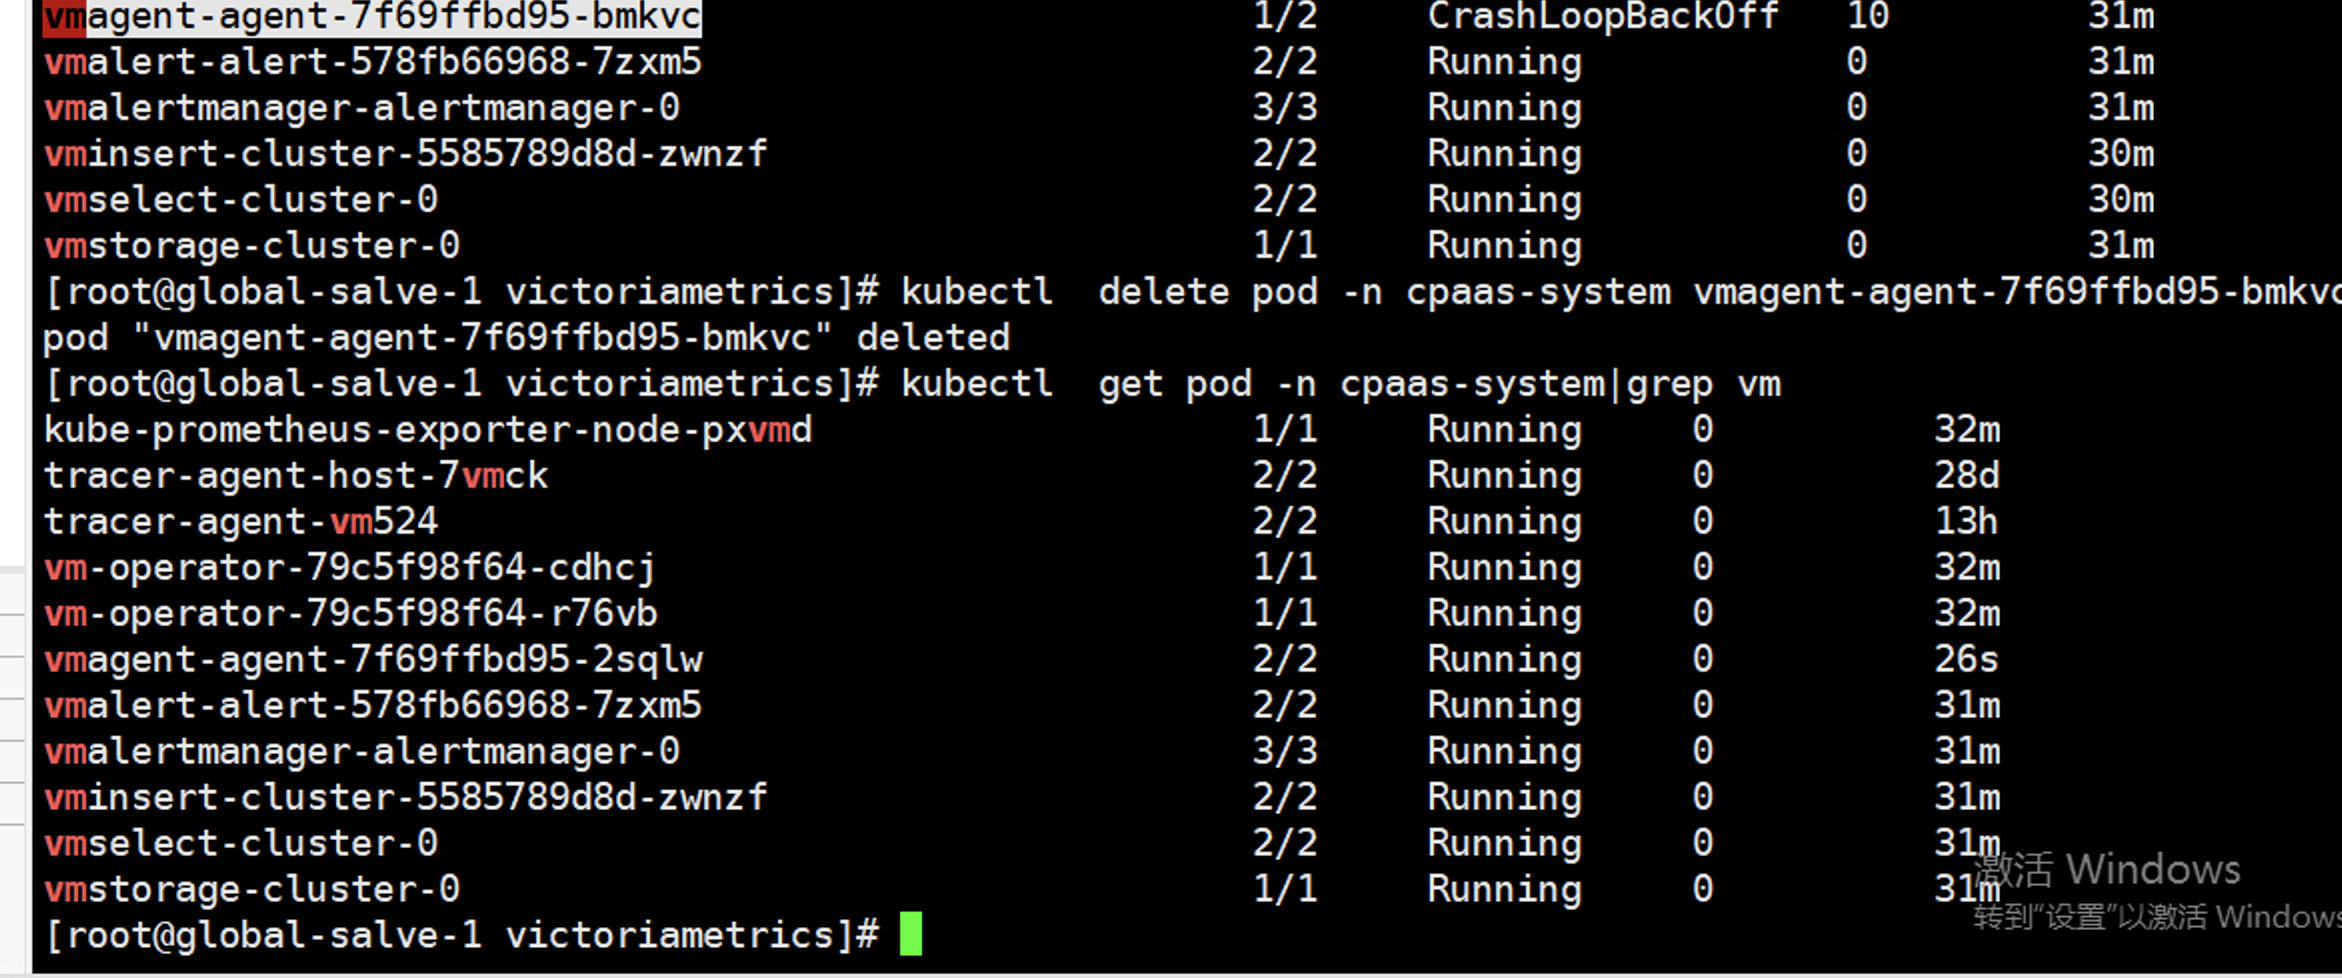 vmagent-agent-7f69ffbd95-bmkvc 1/2 CrashLoopBackOff 10 31m
vmalert-alert-578fb66968-7zxm5 2/2 Running 0 31m
vmalertmanager-alertmanager-0 3/3 Running 0 31m
vminsert-cluster-5585789d8d-zwnzf 2/2 Running 0 30m
vmselect-cluster-0 2/2 Running 0 30m
vmstorage-cluster-0 1/1 Running 0 31m
[root@global-salve-1 victoriametrics]# kubectl  delete pod -n cpaas-system vmagent-agent-7f69ffbd95-bmkvc
pod "vmagent-agent-7f69ffbd95-bmkvc" deleted
[root@global-salve-1 victoriametrics]# kubectl  get pod -n cpaas-system|grep vm
kube-prometheus-exporter-node-pxvmd 1/1 Running 0 32m
tracer-agent-host-7vmck 2/2 Running 0 28d
tracer-agent-vm524 2/2 Running 0 13h
vm-operator-79c5f98f64-cdhcj 1/1 Running 0 32m
vm-operator-79c5f98f64-r76vb 1/1 Running 0 32m
vmagent-agent-7f69ffbd95-2sqlw 2/2 Running 0 26s
vmalert-alert-578fb66968-7zxm5 2/2 Running 0 31m
vmalertmanager-alertmanager-0 3/3 Running 0 31m
vminsert-cluster-5585789d8d-zwnzf 2/2 Running 0 31m
vmselect-cluster-0 2/2 Running 0 31m
vmstorage-cluster-0 1/1 Running 0 31m
[root@global-salve-1 victoriametrics]#
激活 Windows
转到“设置”以激活 Windows